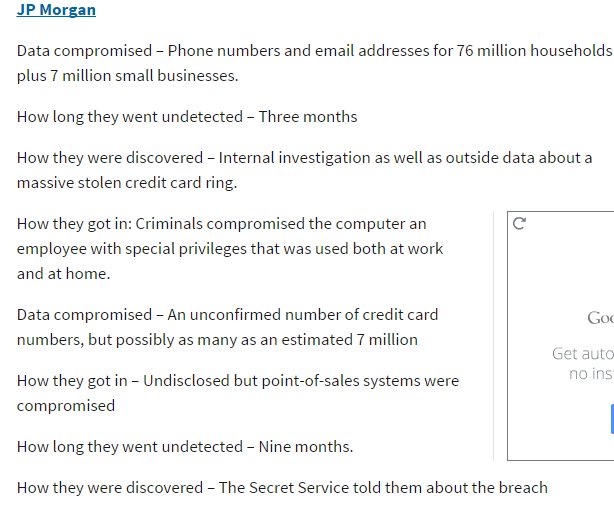 JP Morgan
Data compromised – Phone numbers and email addresses for 76 million households
plus 7 million small businesses.
How long they went undetected – Three months
How they were discovered – Internal investigation as well as outside data about a
massive stolen credit card ring.
How they got in: Criminals compromised the computer an
employee with special privileges that was used both at work
and at home.
Data compromised – An unconfirmed number of credit card
numbers, but possibly as many as an estimated 7 million
How they got in – Undisclosed but point-of-sales systems were
compromised
How long they went undetected – Nine months.
How they were discovered – The Secret Service told them about the breach
Goo
Get auto
no ins